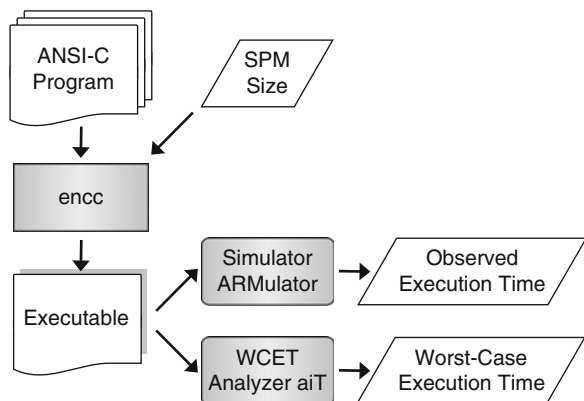 ANSI-C
Program
SPM
Size
encc
Simulator
ARMulator
Observed
Execution Time
Executable
WCET
Analyzer aiT
Worst-Case
Execution Time